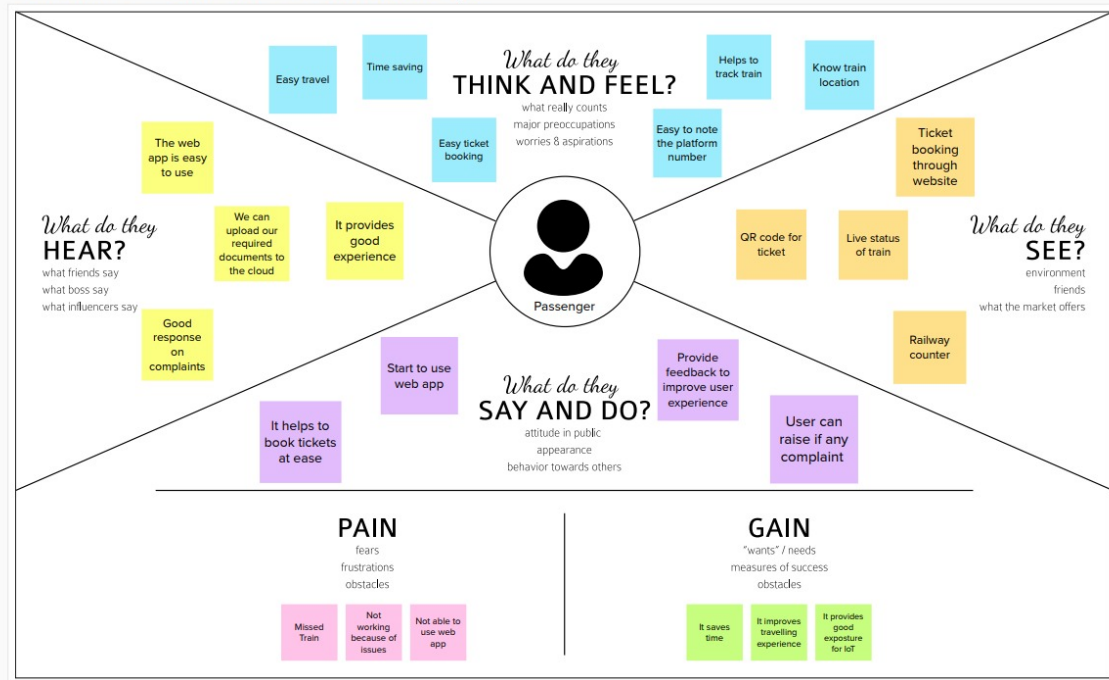 What do they
THINK AND FEEL?
what really counts
major preoccupations
worries & aspirations
Easy travel
Time saving
Easy ticket
booking
Helps to
track train
Know train
location
Easy to note
the platform
number
What do they
HEAR?
what friends say
what boss say
what influencers say
The web
app is easy
to use
We can
upload our
required
documents to
the cloud
It provides
good
experience
Good
response
on
complaints
Passenger
What do they
SEE?
environment
friends
what the market offers
Ticket
booking
through
website
QR code for
ticket
Live status
of train
Railway
counter
What do they
SAY AND DO?
attitude in public
appearance
behavior towards others
Start to use
web app
It helps to
book tickets
at ease
Provide
feedback to
improve user
experience
User can
raise if any
complaint
PAIN
fears
frustrations
obstacles
Missed
Train
Not
working
because of
issues
Not able to
use web
app
GAIN
"wants" / needs
measures of success
obstacles
It saves
time
It improves
travelling
experience
It provides
good
exposture
for IoT